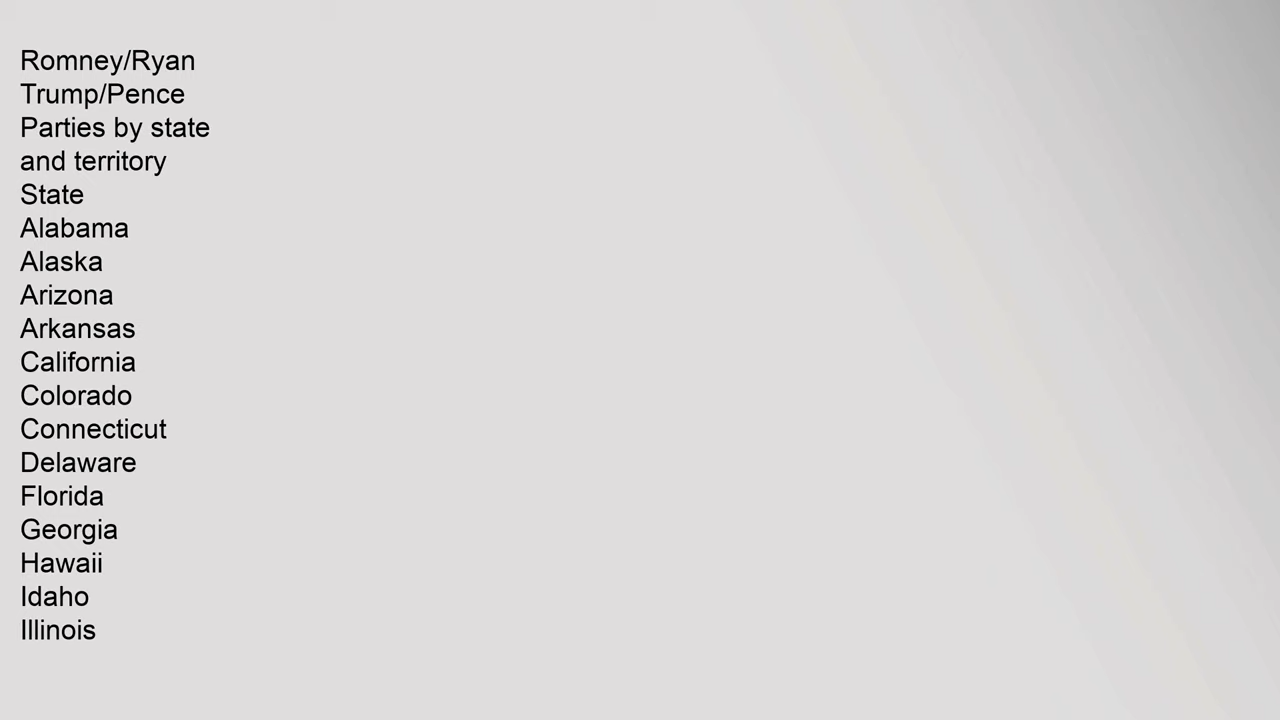 Romney/Ryan
Trump/Pence
Parties by state
and territory
State
Alabama
Alaska
Arizona
Arkansas
California
Colorado
Connecticut
Delaware
Florida
Georgia
Hawaii
Idaho
Illinois